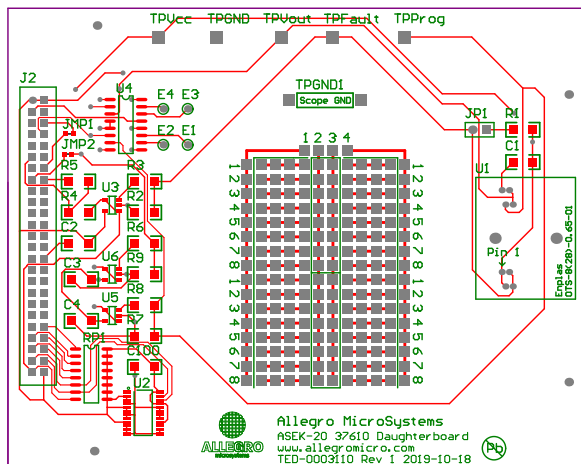 TPVcc TPGND TPVout TPFault TPProg
J2
U4
E4 E3
TPGND1
Scope GND
JMP1
JMP2
E2 E1
JP1 R1
C1
1 2 3 4
R5 R3
U3
R4 R2
C2 R6
U6
C3 R9
R8
C4 U5
R7
RP1
C100
U2
U1
Pin 1
Enplas
OTS-8(28)-0.65-01
1 1
2 2
3 3
4 4
5 5
6 6
7 7
8 8
1 1
2 2
3 3
4 4
5 5
6 6
7 7
8 8
ALLEGRO
microsystems
Allegro MicroSystems
ASEK-20 37610 Daughterboard
www.allegromicro.com
TED-0003110 Rev 1 2019-10-18
Pb